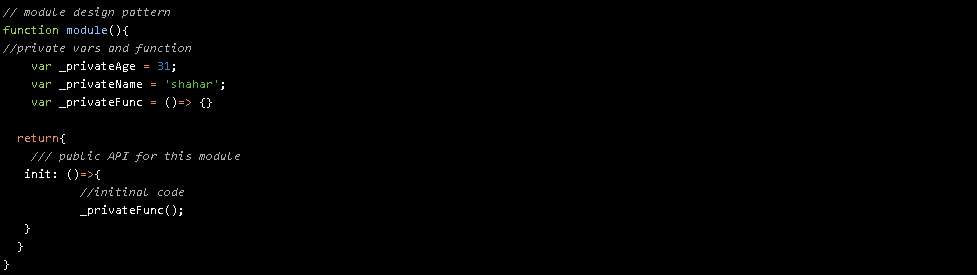 // module design pattern
function module(){
//private vars and function
    var _privateAge = 31;
    var _privateName = 'shahar';
    var _privateFunc = ()=> {}
  return{
    /// public API for this module
   init: ()=>{
           //initinal code
           _privateFunc();
   }
  }
}